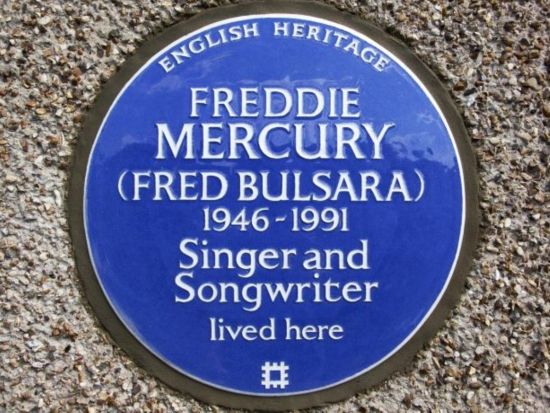 ENGLISH HERITAGE
FREDDIE
MERCURY
(FRED BULSARA)
1946-1991
Singer and
Songwriter
lived here